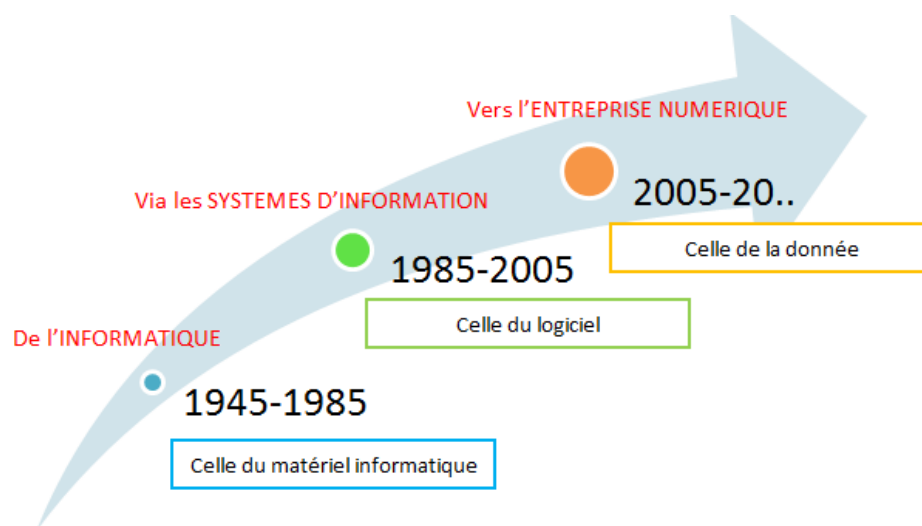 Vers l'ENTREPRISE NUMERIQUE
2005-20..
Celle de la donnée
Via les SYSTEMES D'INFORMATION
1985-2005
Celle du logiciel
De l'INFORMATIQUE
1945-1985
Celle du matériel informatique